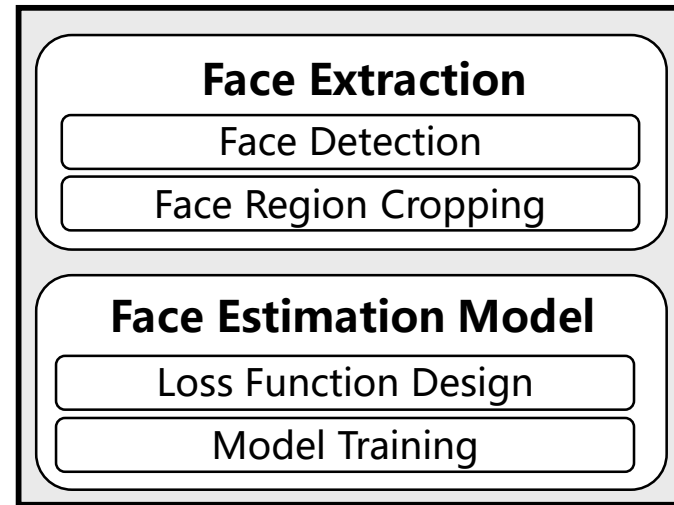 Face Extraction
Face Detection
Face Region Cropping
Face Estimation Model
Loss Function Design
Model Training